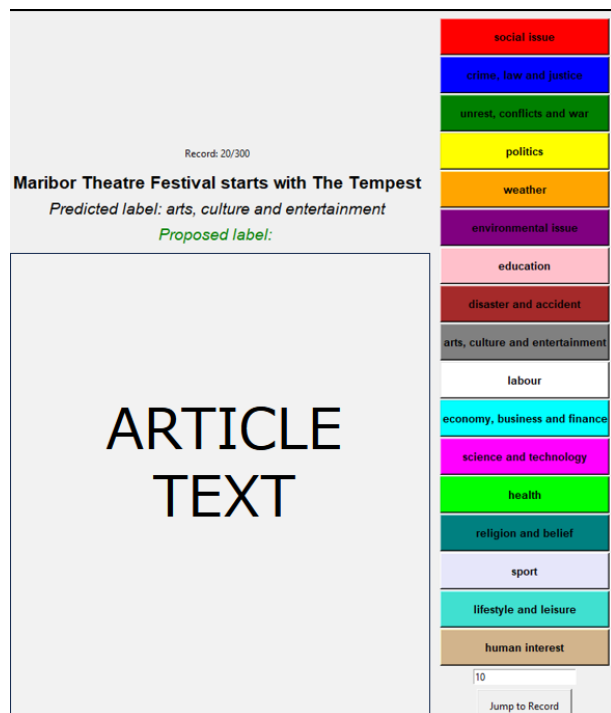 Record: 20/300
Maribor Theatre Festival starts with The Tempest
Predicted label: arts, culture and entertainment
Proposed label:
ARTICLE
TEXT
social issue
crime, law and justice
unrest, conflicts and war
politics
weather
environmental issue
education
disaster and accident
arts, culture and entertainment
labour
economy, business and finance
science and technology
health
religion and belief
sport
lifestyle and leisure
human interest
10
Jump to Record